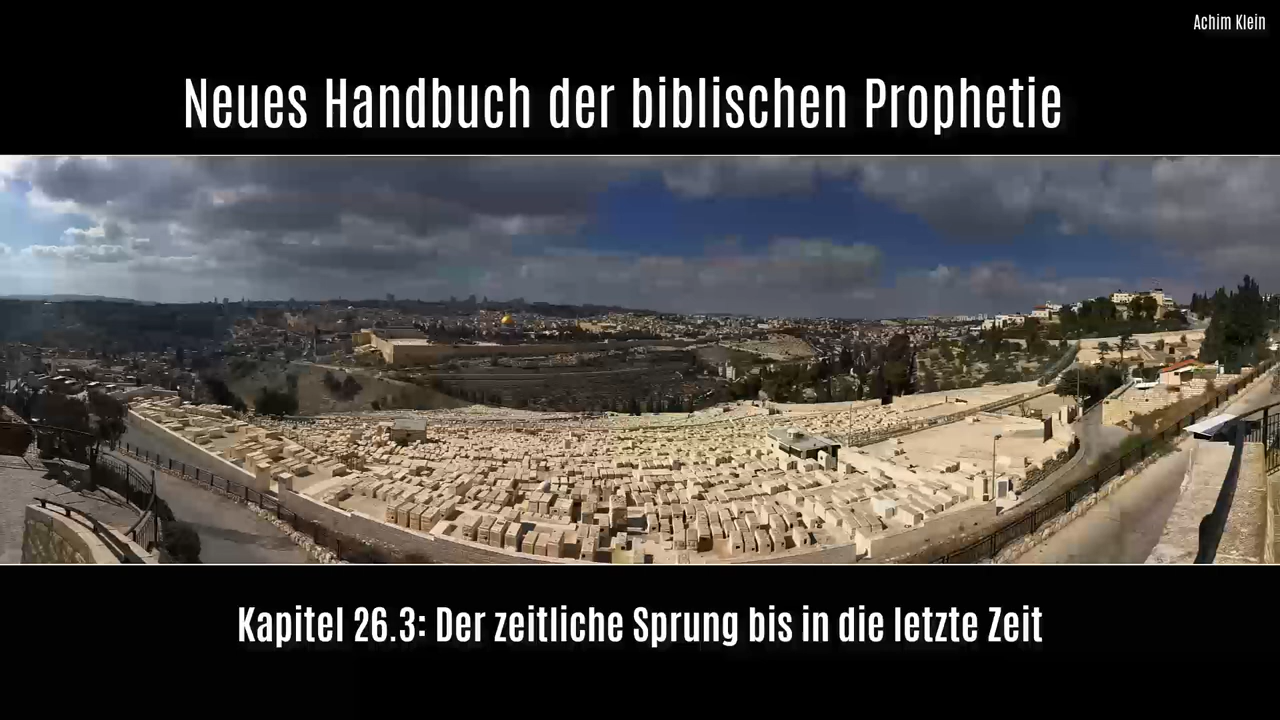 Achim Klein
Neues Handbuch der biblischen Prophetie
Kapitel 26.3: Der zeitliche Sprung bis in die letzte Zeit